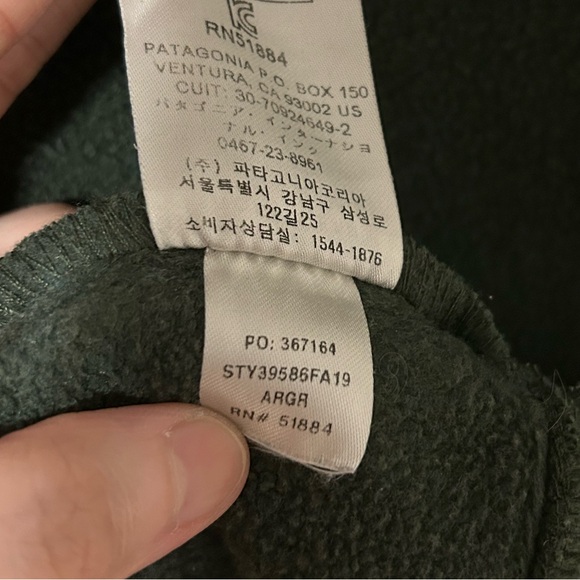 RN51884
PATAGONIA P.O. BOX 150
VENTURA, CA 93002 US
CUIT: 30-70924649-2
パタゴニア・インターナショ
ナル・インク
0467-23-8961
(주) 파타고니아코리아
서울특별시 강남구 삼성로
122길25
소비자상담실: 1544-1876
PO: 367164
STY39586FA19
ARGR
RN# 51884